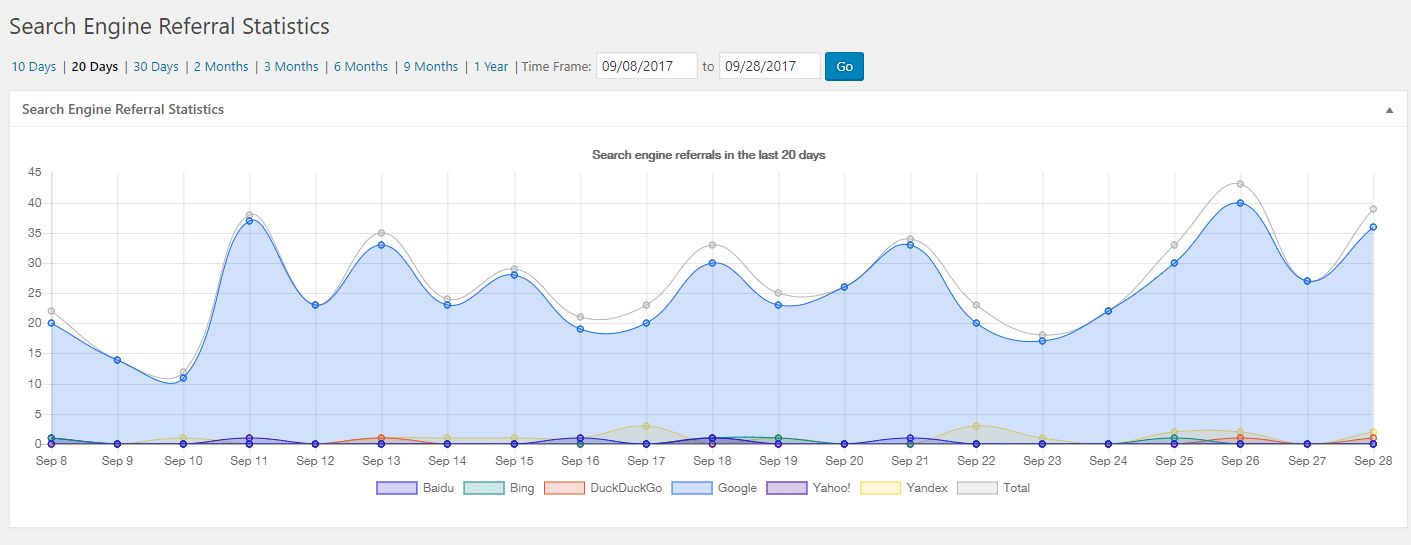 Search Engine Referral Statistics
10 Days | 20 Days | 30 Days | 2 Months | 3 Months | 6 Months | 9 Months | 1 Year | Time Frame: 09/08/2017 to 09/28/2017 Go
Search Engine Referral Statistics
Search engine referrals in the last 20 days
45
40
35
30
25
20
15
10
5
0
Sep 8 Sep 9 Sep 10 Sep 11 Sep 12 Sep 13 Sep 14 Sep 15 Sep 16 Sep 17 Sep 18 Sep 19 Sep 20 Sep 21 Sep 22 Sep 23 Sep 24 Sep 25 Sep 26 Sep 27 Sep 28
Baidu Bing DuckDuckGo Google Yahoo! Yandex Total